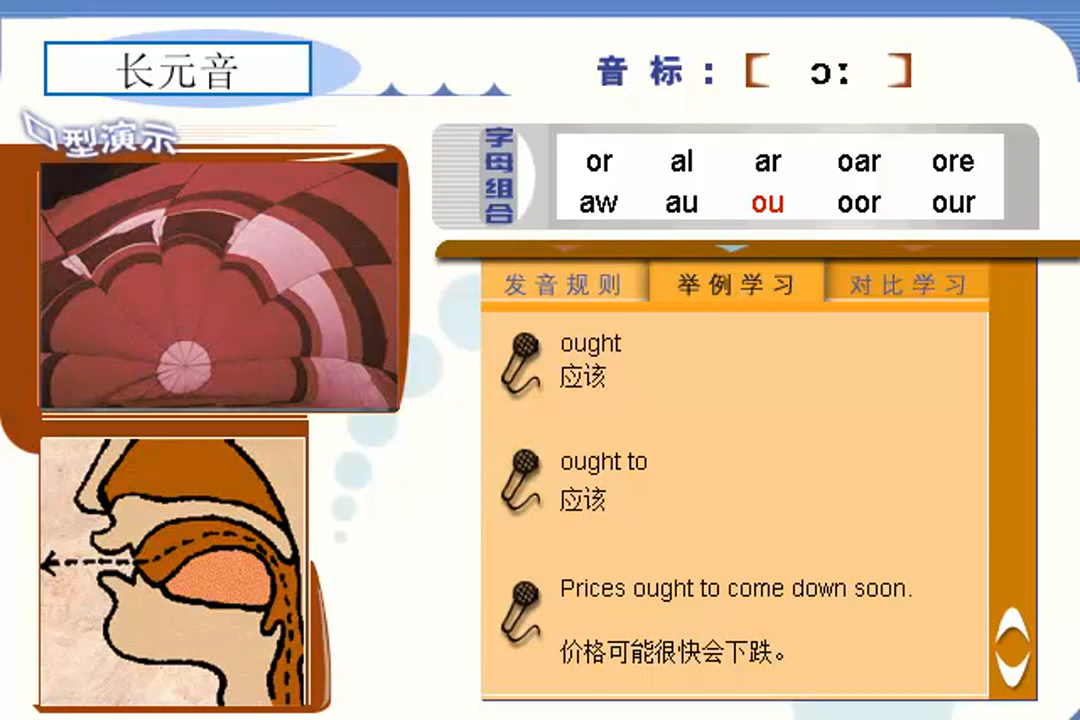 长元音
音标：【 ɔː 】
口型演示
字母组合
or al ar oar ore
aw au ou oor our
发音规则 举例学习 对比学习
ought
应该
ought to
应该
Prices ought to come down soon.
价格可能很快会下跌。